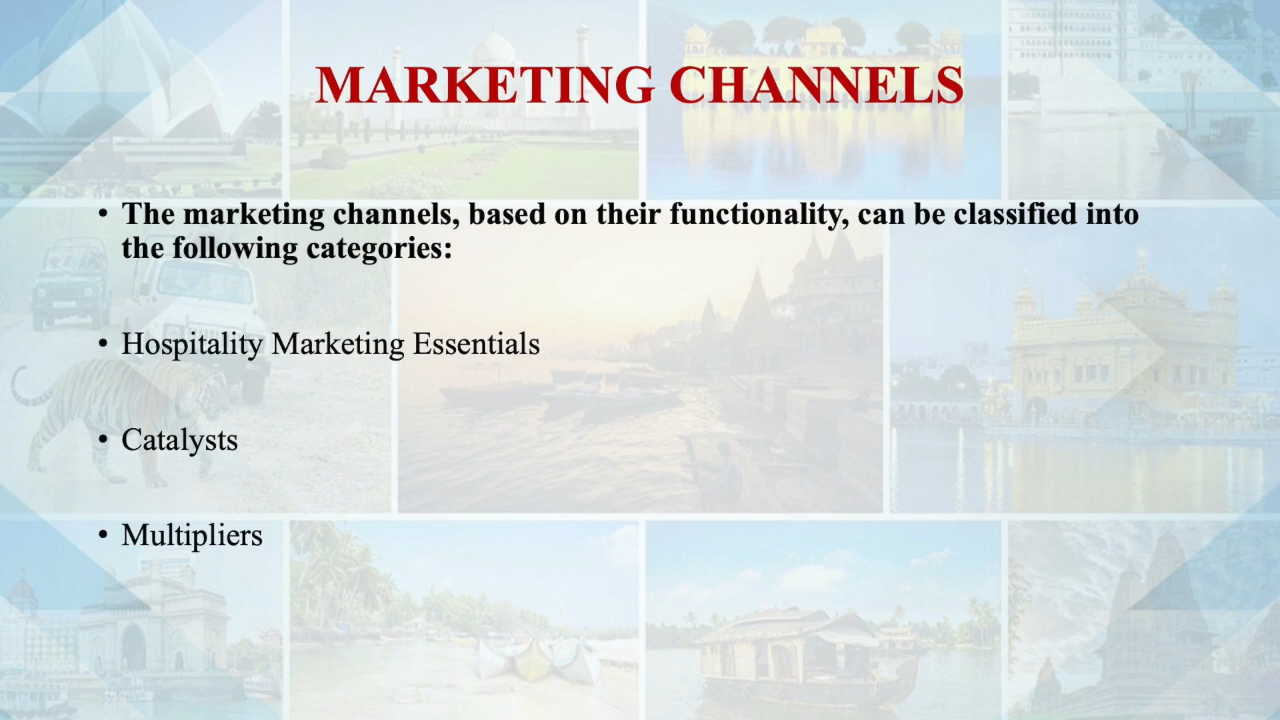 MARKETING CHANNELS
• The marketing channels, based on their functionality, can be classified into
the following categories:
• Hospitality Marketing Essentials
• Catalysts
• Multipliers